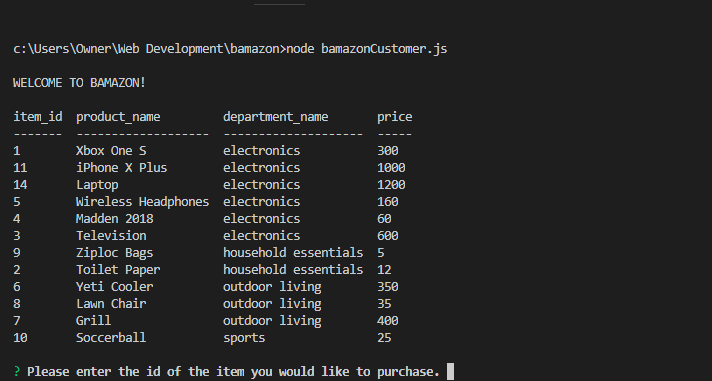 c:\Users\Owner\Web Development\bamazon>node bamazonCustomer.js
WELCOME TO BAMAZON!
item_id  product_name         department_name       price
-------  -------------------  --------------------  -----
1        Xbox One S           electronics           300
11       iPhone X Plus        electronics           1000
14       Laptop               electronics           1200
5        Wireless Headphones  electronics           160
4        Madden 2018          electronics           60
3        Television           electronics           600
9        Ziploc Bags          household essentials  5
2        Toilet Paper         household essentials  12
6        Yeti Cooler          outdoor living        350
8        Lawn Chair           outdoor living        35
7        Grill                outdoor living        400
10       Soccerball           sports                25
? Please enter the id of the item you would like to purchase.